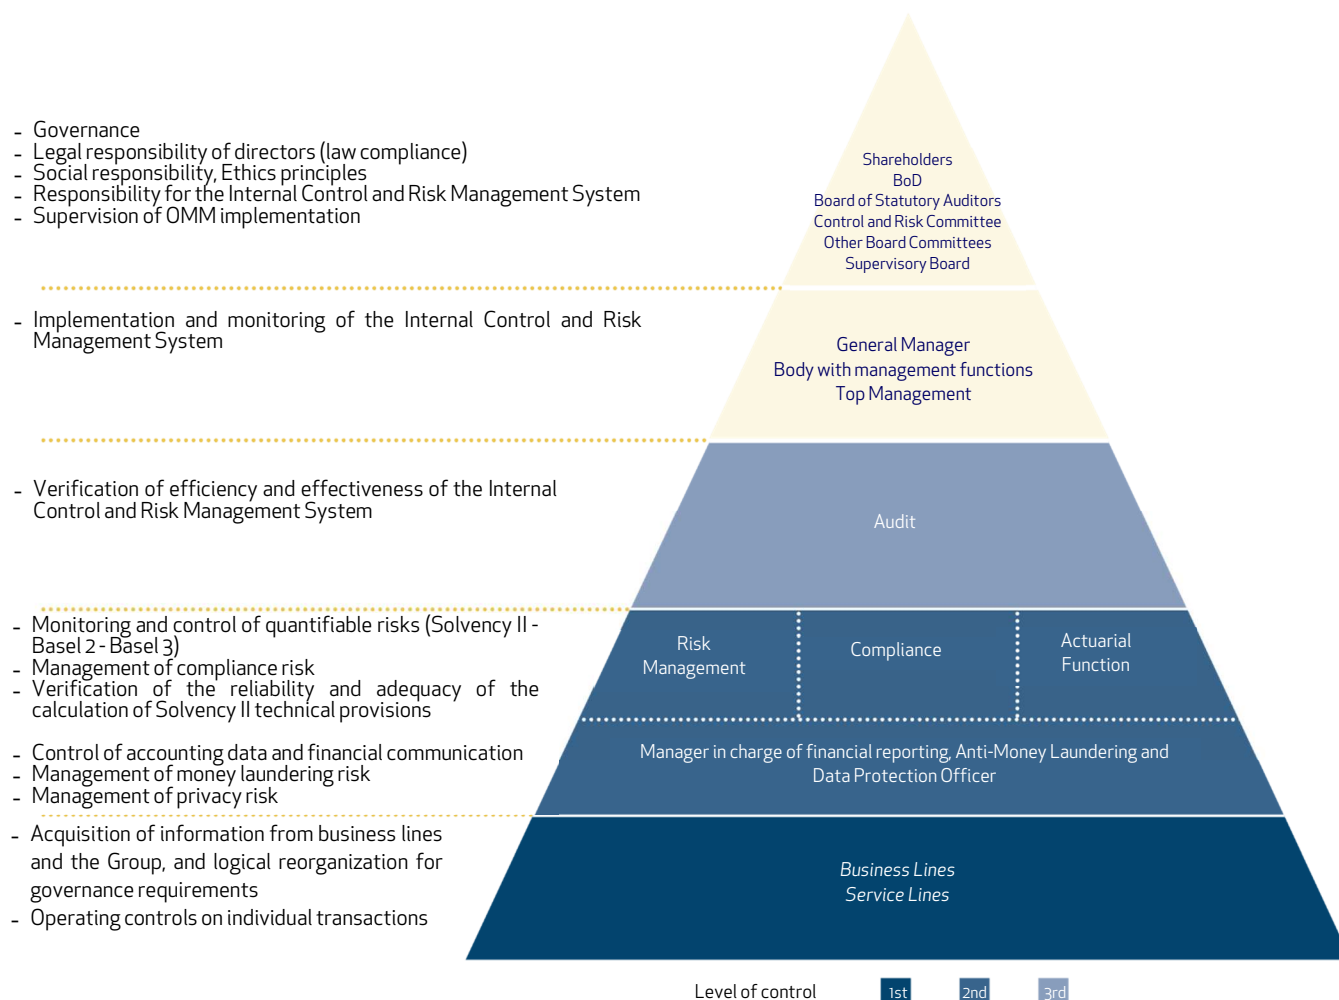 - Governance
- Legal responsibility of directors (law compliance)
- Social responsibility, Ethics principles
- Responsibility for the Internal Control and Risk Management System
- Supervision of OMM implementation
Shareholders
BoD
Board of Statutory Auditors
Control and Risk Committee
Other Board Committees
Supervisory Board
- Implementation and monitoring of the Internal Control and Risk
Management System
General Manager
Body with management functions
Top Management
- Verification of efficiency and effectiveness of the Internal
Control and Risk Management System
Audit
- Monitoring and control of quantifiable risks (Solvency II -
Basel 2 - Basel 3)
- Management of compliance risk
- Verification of the reliability and adequacy of the
calculation of Solvency II technical provisions
Risk
Management
Compliance
Actuarial
Function
- Control of accounting data and financial communication
- Management of money laundering risk
- Management of privacy risk
Manager in charge of financial reporting, Anti-Money Laundering and
Data Protection Officer
- Acquisition of information from business lines
and the Group, and logical reorganization for
governance requirements
- Operating controls on individual transactions
Business Lines
Service Lines
Level of control 1st 2nd 3rd